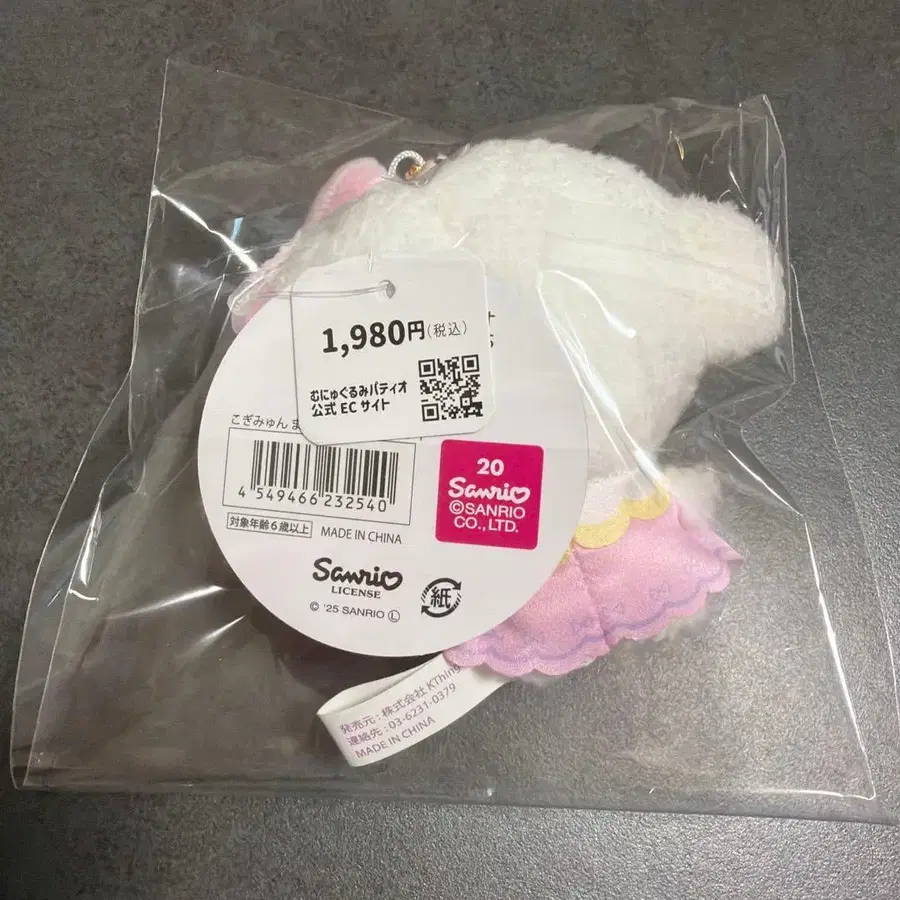 1,980円(税込)
むにゅぐるみパティオ
公式 EC サイト
こぎみゅん ま
4 549466 232540
対象年齢6歳以上
MADE IN CHINA
20
Sanrio
©SANRIO
CO.,LTD.
Sanrio
LICENSE
© '25 SANRIO Ⓛ
紙
発売元：株式会社 KThing
連絡先：03-6231-0379
MADE IN CHINA